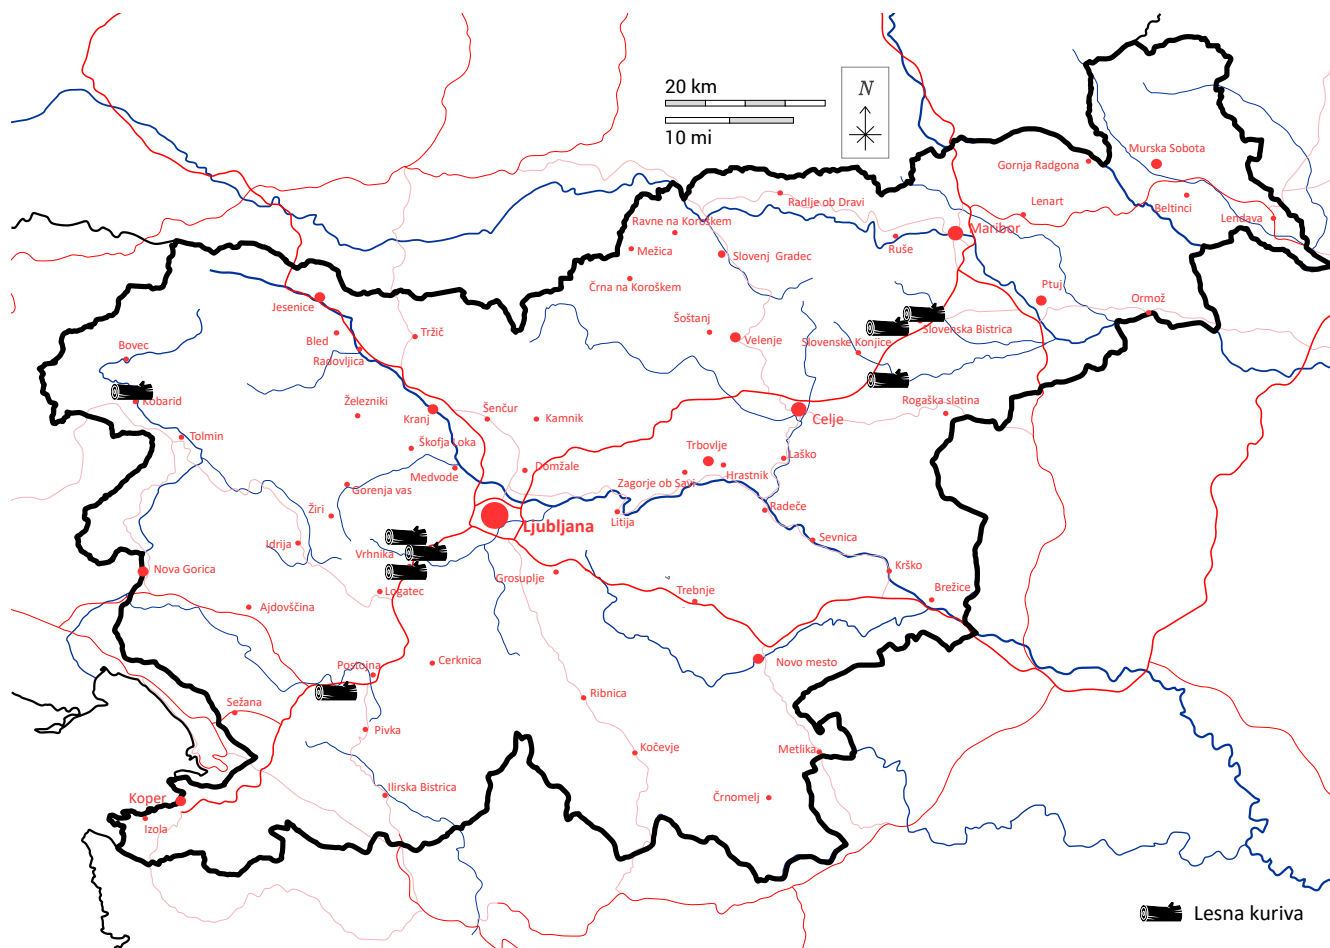 20 km
10 mi
N
Gornja Radgona
Murska Sobota
Radlje ob Dravi
Lenart
Beltinci
Lendava
Ravne na Koroškem
Maribor
Mežica
Slovenj Gradec
Ruše
Črna na Koroškem
Ptuj
Ormož
Jesenice
Šoštanj
Slovenska Bistrica
Tržič
Velenje
Slovenske Konjice
Bled
Bovec
Radovljica
Kobarid
Železniki
Kranj
Šenčur
Kamnik
Celje
Rogaška slatina
Tolmin
Škofja Loka
Trbovlje
Laško
Medvode
Domžale
Hrastnik
Zagorje ob Savi
Gorenja vas
Žiri
Ljubljana
Litija
Radeče
Idrija
Vrhnika
Sevnica
Nova Gorica
Grosuplje
?
Krško
Logatec
Trebnje
Brežice
Ajdovščina
Postojna
Cerknica
Novo mesto
Sežana
Ribnica
Pivka
Kočevje
Metlika
Koper
Ilirska Bistrica
Črnomelj
Izola
Lesna kuriva